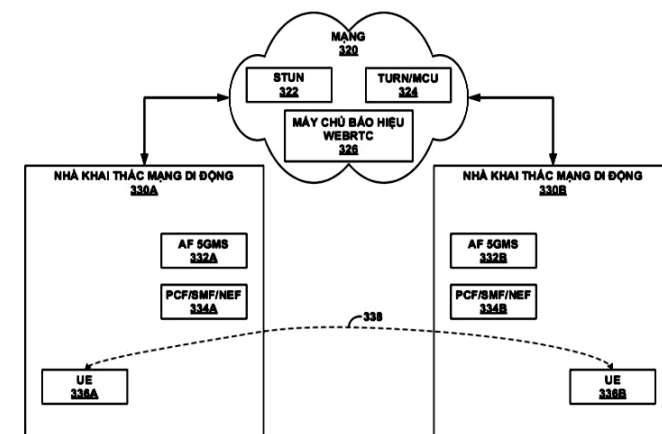 MẠNG
320
STUN
322
TURN/MCU
324
MÁY CHỦ BÁO HIỆU
WEBRTC
326
NHÀ KHAI THÁC MẠNG DI ĐỘNG
330A
NHÀ KHAI THÁC MẠNG DI ĐỘNG
330B
AF 5GMS
332A
AF 5GMS
332B
PCF/SMF/NEF
334A
PCF/SMF/NEF
334B
338
UE
336A
UE
336B